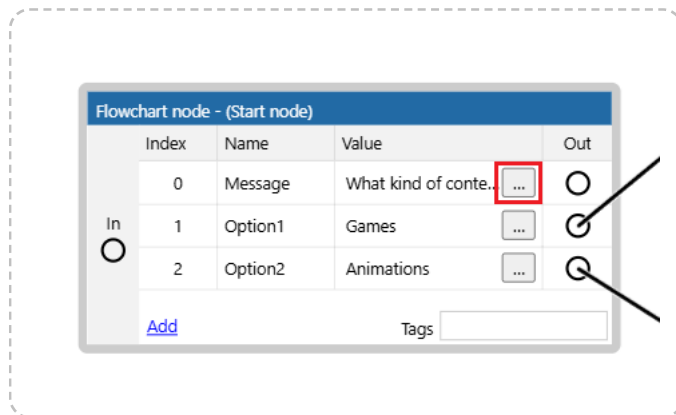 Flowchart node - (Start node)
Index Name Value Out
0 Message What kind of conte... ...
In
1 Option1 Games ...
2 Option2 Animations ...
Add Tags